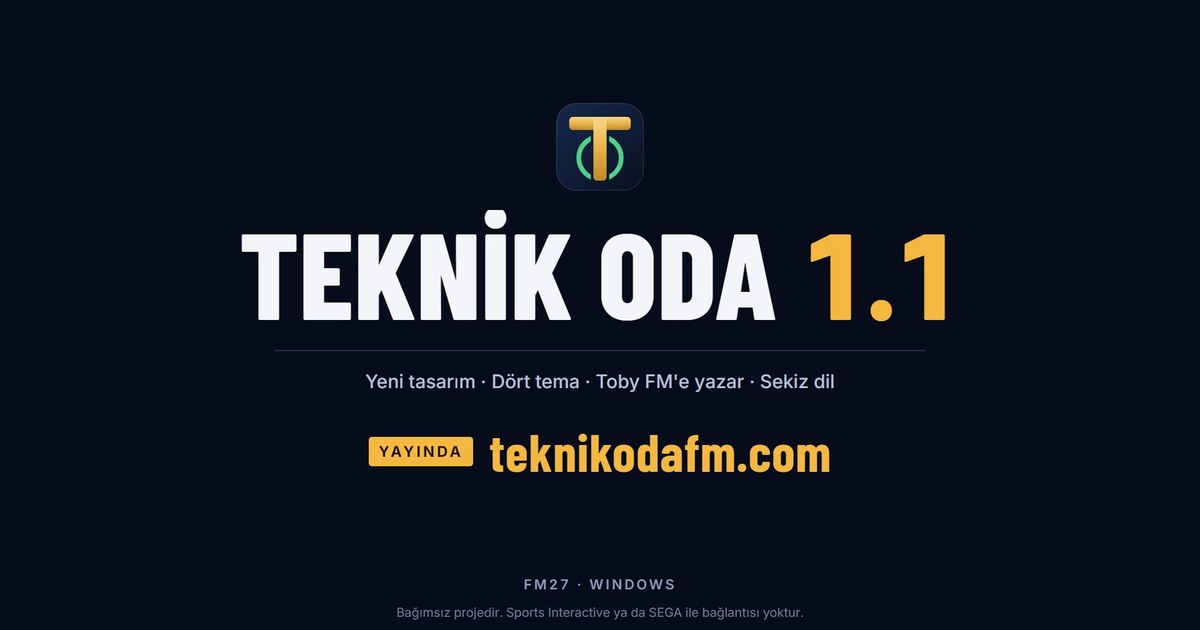 TEKNİK ODA 1.1
Yeni tasarım · Dört tema · Toby FM'e yazar · Sekiz dil
YAYINDA teknikodafm.com
FM27 · WINDOWS
Bağımsız projedir. Sports Interactive ya da SEGA ile bağlantısı yoktur.